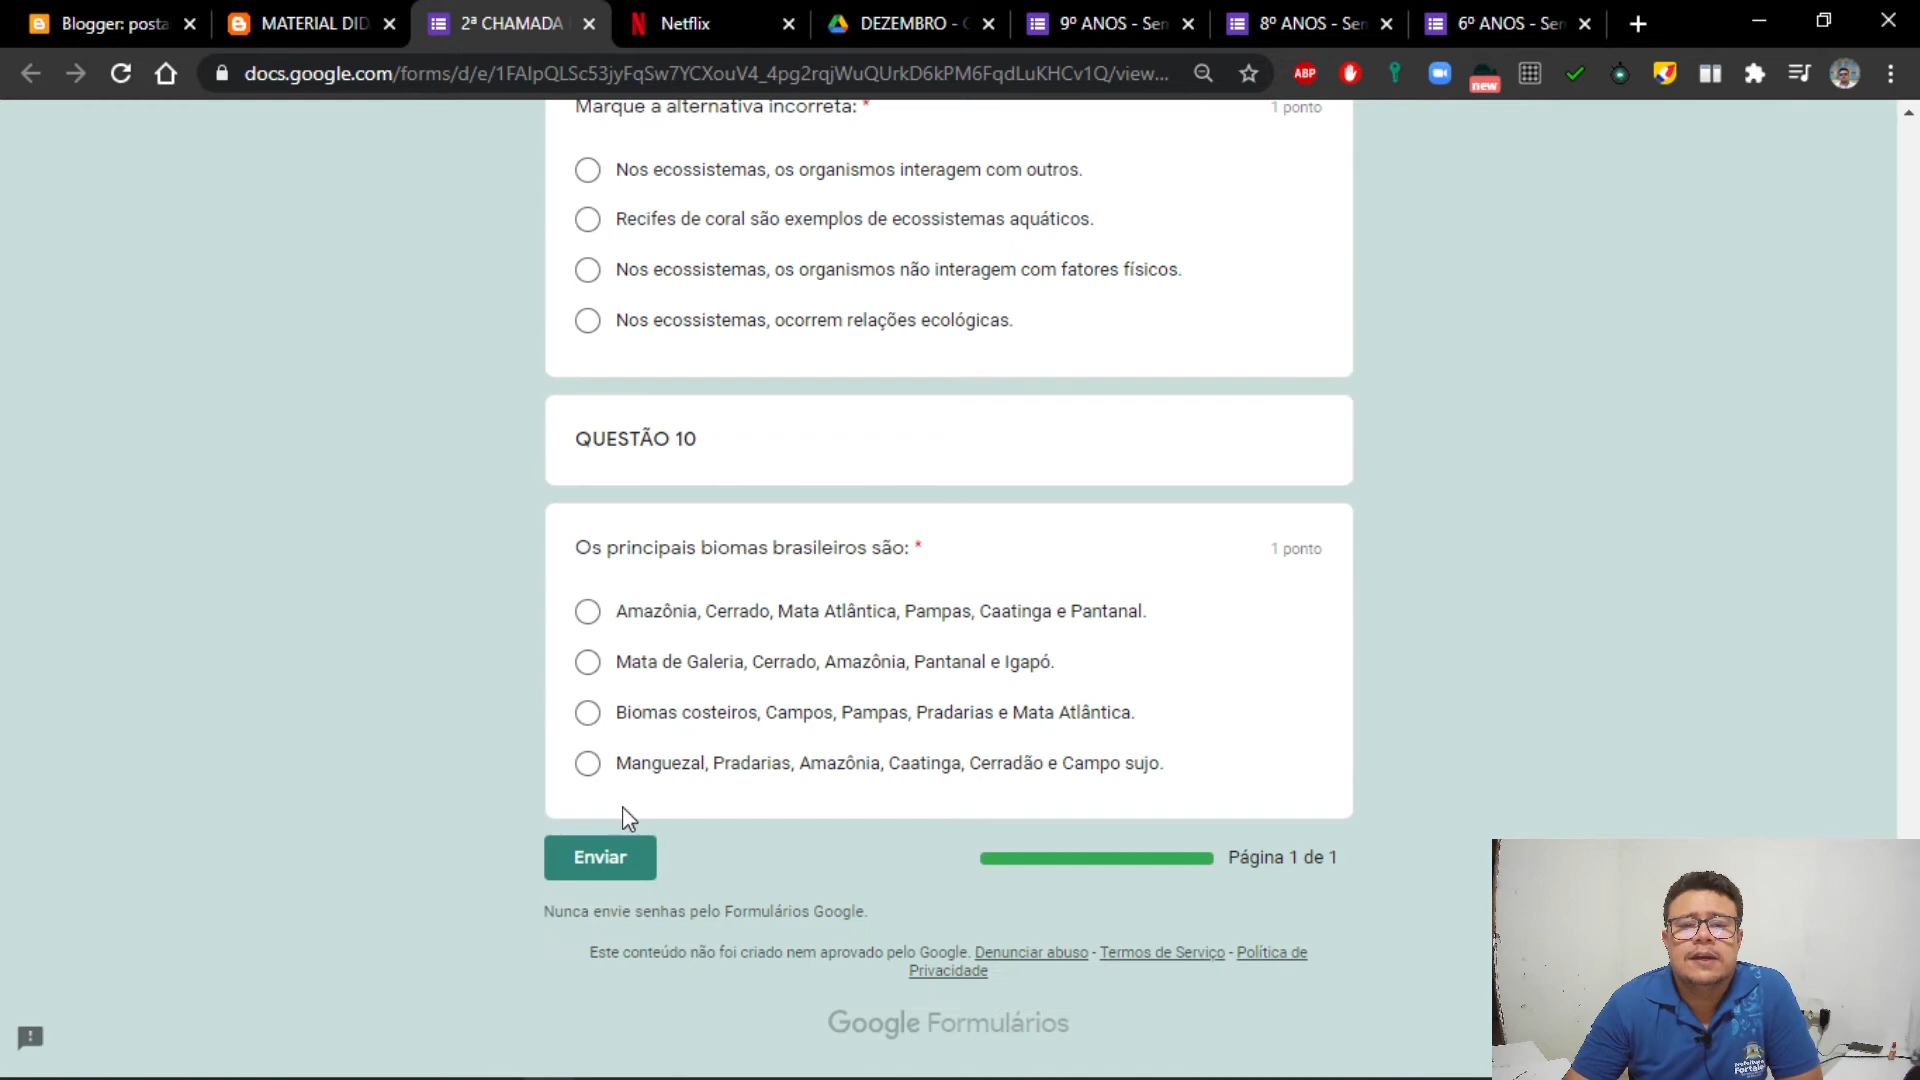 Blogger: posta
MATERIAL DID
2ª CHAMADA
Netflix
DEZEMBRO -
9º ANOS - Sen
8º ANOS - Sen
6º ANOS - Sen
docs.google.com/forms/d/e/1FAIpQLSc53jyFqSw7YCXouV4_4pg2rqjWuQUrkD6kPM6FqdLuKHCv1Q/view...
ABP
new
Marque a alternativa incorreta: *
1 ponto
Nos ecossistemas, os organismos interagem com outros.
Recifes de coral são exemplos de ecossistemas aquáticos.
Nos ecossistemas, os organismos não interagem com fatores físicos.
Nos ecossistemas, ocorrem relações ecológicas.
QUESTÃO 10
Os principais biomas brasileiros são: *
1 ponto
Amazônia, Cerrado, Mata Atlântica, Pampas, Caatinga e Pantanal.
Mata de Galeria, Cerrado, Amazônia, Pantanal e Igapó.
Biomas costeiros, Campos, Pampas, Pradarias e Mata Atlântica.
Manguezal, Pradarias, Amazônia, Caatinga, Cerradão e Campo sujo.
Enviar
Página 1 de 1
Nunca envie senhas pelo Formulários Google.
Este conteúdo não foi criado nem aprovado pelo Google. Denunciar abuso - Termos de Serviço - Política de
Privacidade
Google Formulários
Prefeitura
Fortale